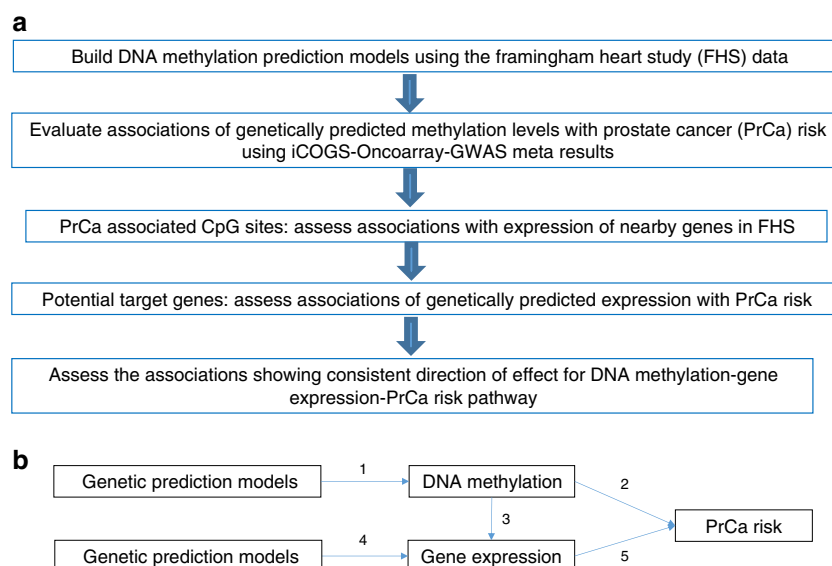 a
Build DNA methylation prediction models using the framingham heart study (FHS) data
Evaluate associations of genetically predicted methylation levels with prostate cancer (PrCa) risk
using iCOGS-Oncoarray-GWAS meta results
PrCa associated CpG sites: assess associations with expression of nearby genes in FHS
Potential target genes: assess associations of genetically predicted expression with PrCa risk
Assess the associations showing consistent direction of effect for DNA methylation-gene
expression-PrCa risk pathway
b
Genetic prediction models
1
DNA methylation
2
3
PrCa risk
Genetic prediction models
4
Gene expression
5